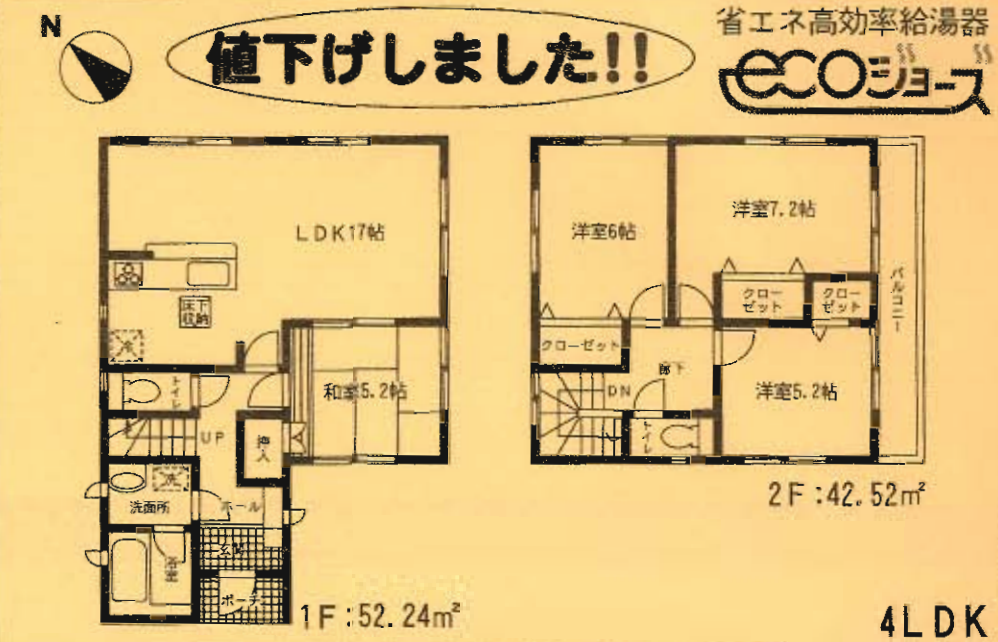 N
値下げしました!!
省エネ高効率給湯器
ecoジョーズ
LDK17帖
床下
収納
冷
トイレ
和室5.2帖
UP
押入
洗
洗面所
ホール
玄関
浴室
ポーチ
1F:52.24㎡
洋室6帖
洋室7.2帖
クロー
ゼット
クロー
ゼット
バルコニー
クローゼット
廊下
DN
洋室5.2帖
トイレ
2F:42.52㎡
4LDK